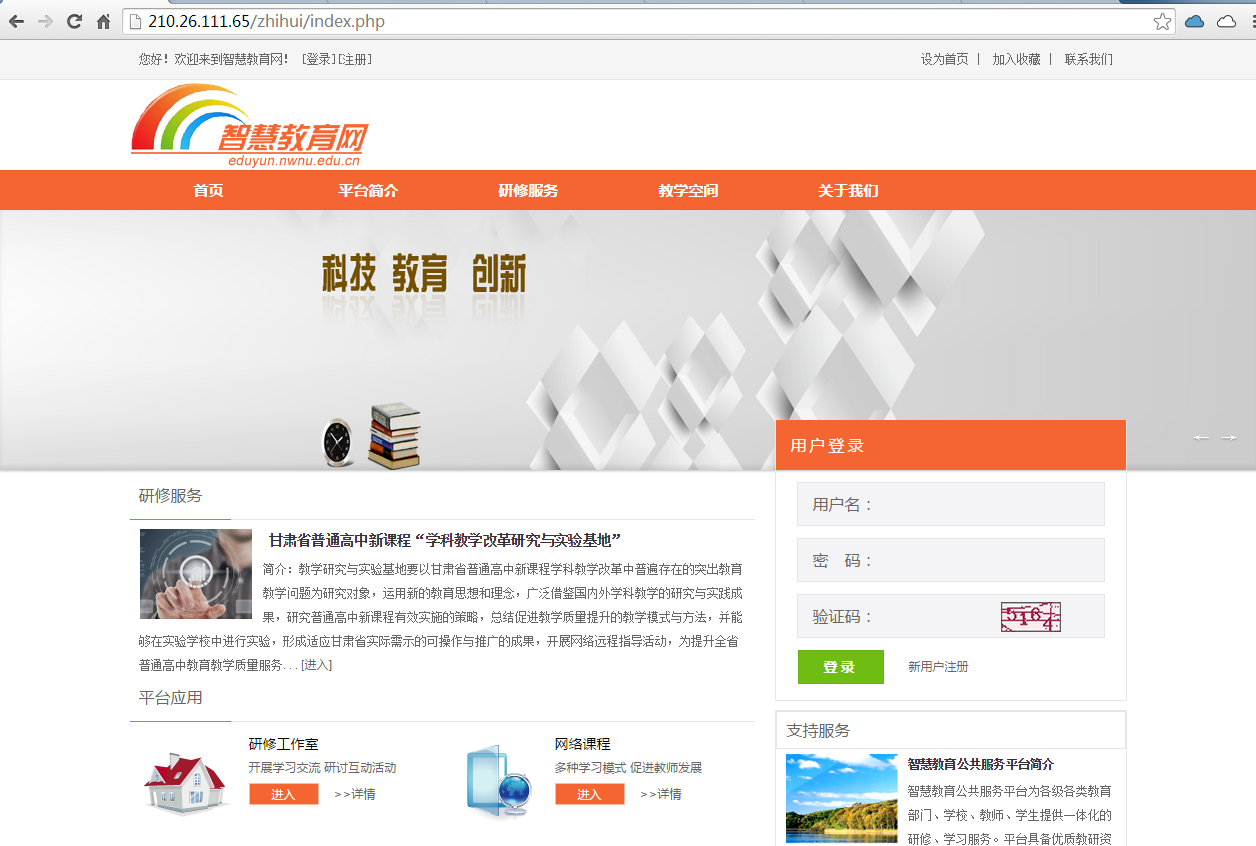 210.26.111.65/zhihui/index.php
您好！欢迎来到智慧教育网！ [登录][注册]
设为首页 | 加入收藏 | 联系我们
智慧教育网
eduyun.nwnu.edu.cn
首页 平台简介 研修服务 教学空间 关于我们
科技 教育 创新
← →
用户登录
用户名：
密 码：
验证码： 5164
登 录 新用户注册
研修服务
甘肃省普通高中新课程“学科教学改革研究与实验基地”
简介：教学研究与实验基地要以甘肃省普通高中新课程学科教学改革中普遍存在的突出教育
教学问题为研究对象，运用新的教育思想和理念，广泛借鉴国内外学科教学的研究与实践成
果，研究普通高中新课程有效实施的策略，总结促进教学质量提升的教学模式与方法，并能
够在实验学校中进行实验，形成适应甘肃省实际需示的可操作与推广的成果，开展网络远程指导活动，为提升全省
普通高中教育教学质量服务...[进入]
平台应用
研修工作室
开展学习交流 研讨互动活动
进入 >>详情
网络课程
多种学习模式 促进教师发展
进入 >>详情
支持服务
智慧教育公共服务平台简介
智慧教育公共服务平台为各级各类教育
部门、学校、教师、学生提供一体化的
研修、学习服务。平台具备优质教研资